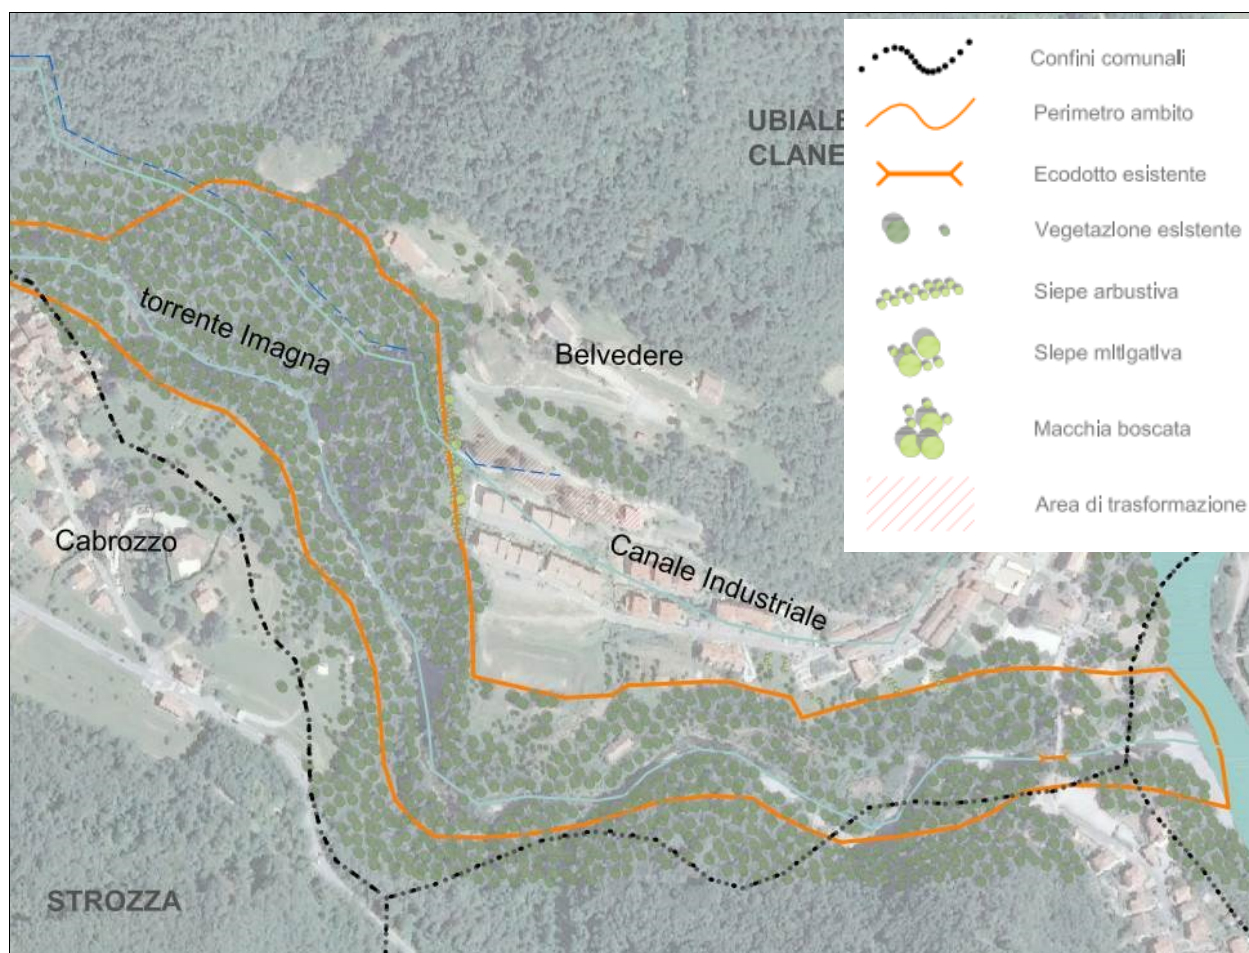 UBIALE
CLANE
Confini comunali
Perimetro ambito
Ecodotto esistente
Vegetazione esistente
Siepe arbustiva
Siepe mitigativa
Macchia boscata
Area di trasformazione
torrente Imagna
Belvedere
Cabrozzo
Canale Industriale
STROZZA